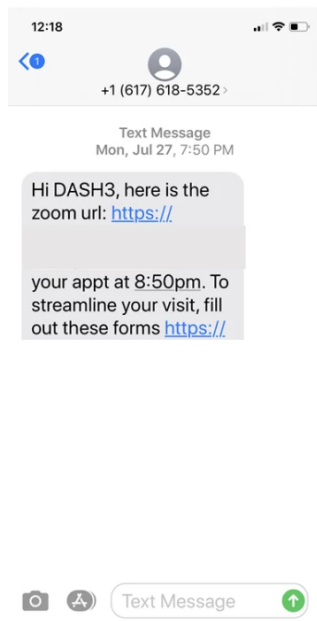 12:18
1
+1 (617) 618-5352 >
Text Message
Mon, Jul 27, 7:50 PM
Hi DASH3, here is the
zoom url: https://
your appt at 8:50pm. To
streamline your visit, fill
out these forms https://
Text Message